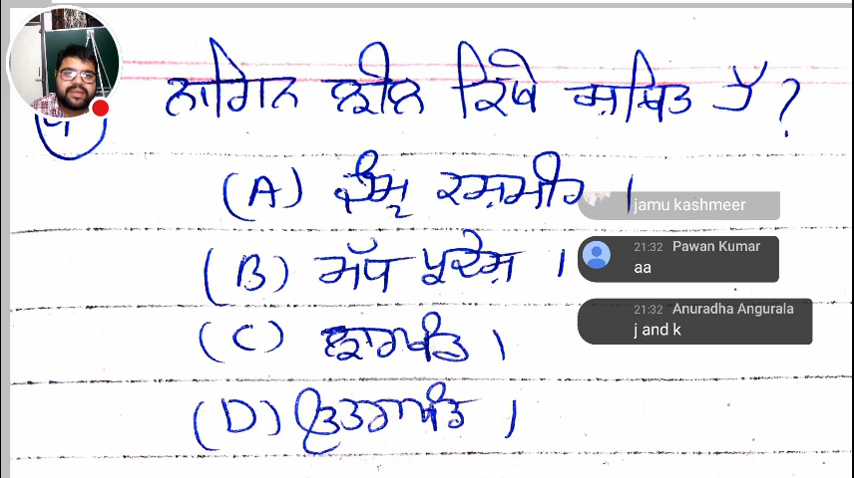 ਨਾਗਿਨ ਝੀਲ ਕਿੱਥੇ ਸਥਿਤ ਹੈ ?
(A) ਜੰਮੂ ਕਸ਼ਮੀਰ ।
jamu kashmeer
(B) ਮੱਧ ਪ੍ਰਦੇਸ਼ ।
21:32 Pawan Kumar
aa
21:32 Anuradha Angurala
j and k
(C) ਝਾਰਖੰਡ ।
(D) ਉਤਰਾਖੰਡ ।